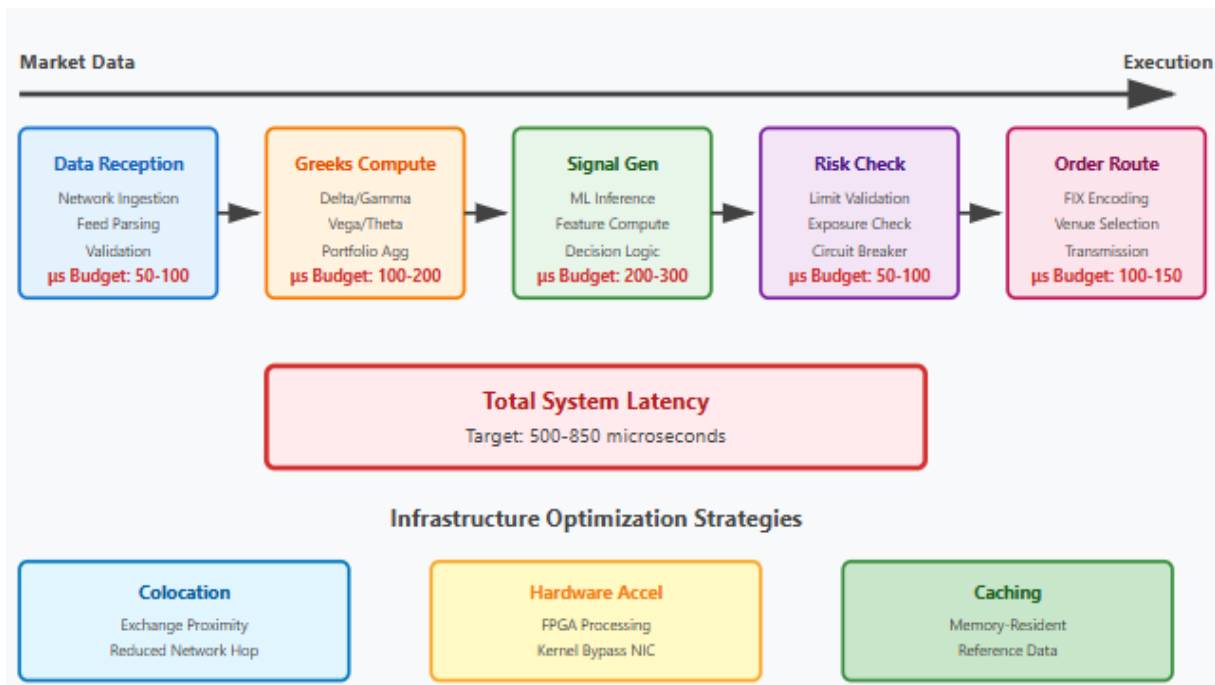 Market Data
Execution
Data Reception
Network Ingestion
Feed Parsing
Validation
µs Budget: 50-100
Greeks Compute
Delta/Gamma
Vega/Theta
Portfolio Agg
µs Budget: 100-200
Signal Gen
ML Inference
Feature Compute
Decision Logic
µs Budget: 200-300
Risk Check
Limit Validation
Exposure Check
Circuit Breaker
µs Budget: 50-100
Order Route
FIX Encoding
Venue Selection
Transmission
µs Budget: 100-150
Total System Latency
Target: 500-850 microseconds
Infrastructure Optimization Strategies
Colocation
Exchange Proximity
Reduced Network Hop
Hardware Accel
FPGA Processing
Kernel Bypass NIC
Caching
Memory-Resident
Reference Data